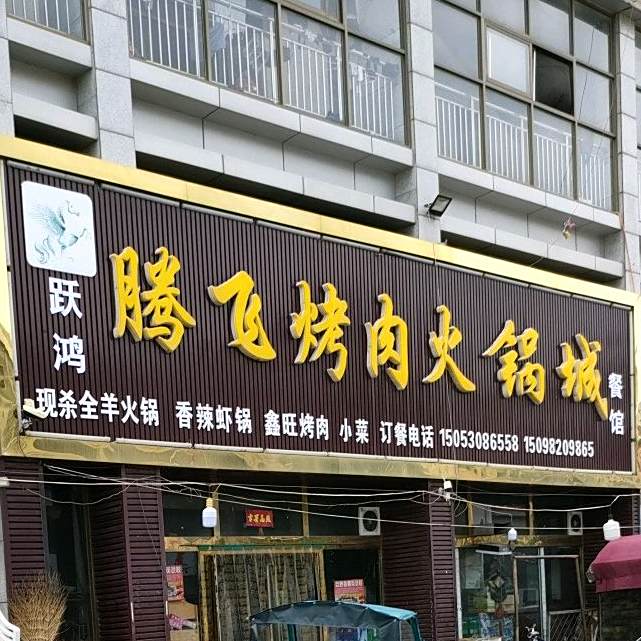 跃鸿
腾飞烤肉火锅城
餐馆
现杀全羊火锅 香辣虾锅 鑫旺烤肉 小菜 订餐电话 15053086558 15098209865